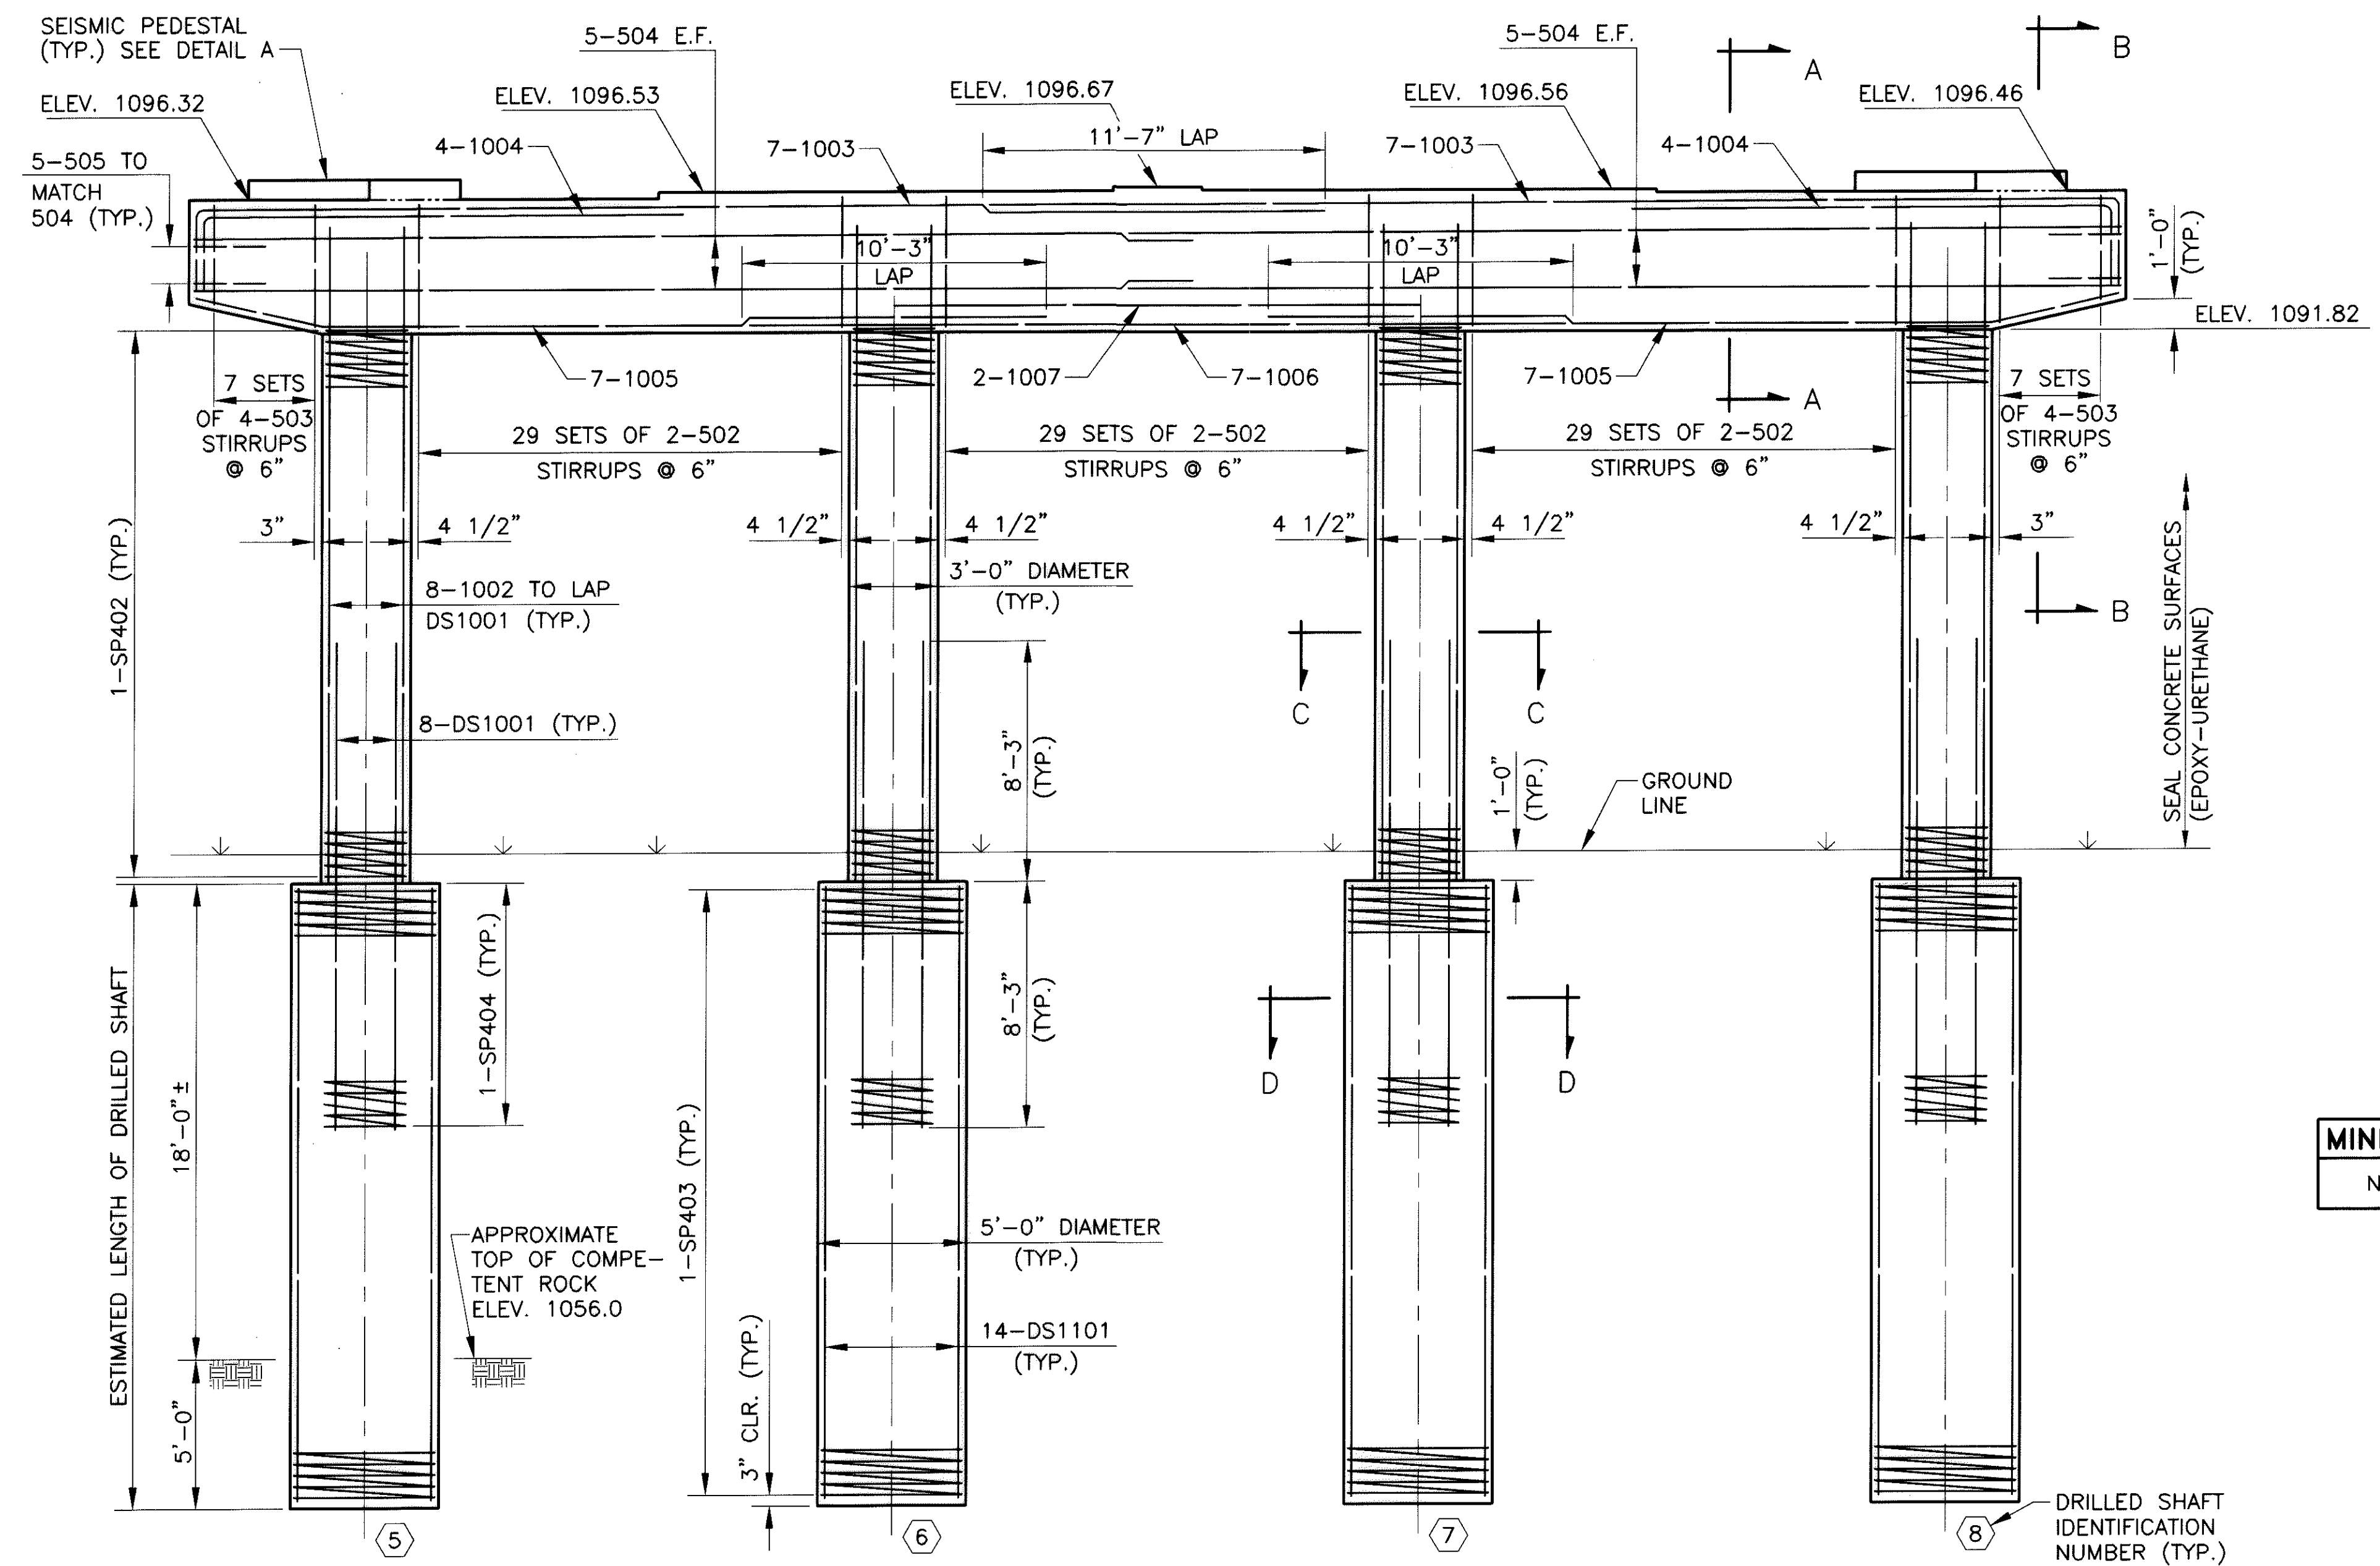 SEISMIC PEDESTAL
(TYP.) SEE DETAIL A
5-504 E.F.
5-504 E.F.
A
B
ELEV. 1096.32
ELEV. 1096.53
ELEV. 1096.67
ELEV. 1096.56
ELEV. 1096.46
11'-7" LAP
5-505 TO
MATCH
504 (TYP.)
4-1004
7-1003
7-1003
4-1004
10'-3"
LAP
10'-3"
LAP
1'-0"
(TYP.)
ELEV. 1091.82
7-1005
2-1007
7-1006
7-1005
A
7 SETS
OF 4-503
STIRRUPS
@ 6"
29 SETS OF 2-502
STIRRUPS @ 6"
29 SETS OF 2-502
STIRRUPS @ 6"
29 SETS OF 2-502
STIRRUPS @ 6"
7 SETS
OF 4-503
STIRRUPS
@ 6"
3"
4 1/2"
4 1/2"
4 1/2"
4 1/2"
4 1/2"
4 1/2"
3"
1-SP402 (TYP.)
8-1002 TO LAP
DS1001 (TYP.)
3'-0" DIAMETER
(TYP.)
B
SEAL CONCRETE SURFACES
(EPOXY-URETHANE)
8-DS1001 (TYP.)
8'-3"
(TYP.)
C
C
1'-0"
(TYP.)
GROUND
LINE
ESTIMATED LENGTH OF DRILLED SHAFT
18'-0"±
1-SP404 (TYP.)
8'-3"
(TYP.)
D
D
1-SP403 (TYP.)
APPROXIMATE
TOP OF COMPE-
TENT ROCK
ELEV. 1056.0
5'-0" DIAMETER
(TYP.)
14-DS1101
(TYP.)
5'-0"
3" CLR. (TYP.)
MIN
N
5
6
7
8
DRILLED SHAFT
IDENTIFICATION
NUMBER (TYP.)